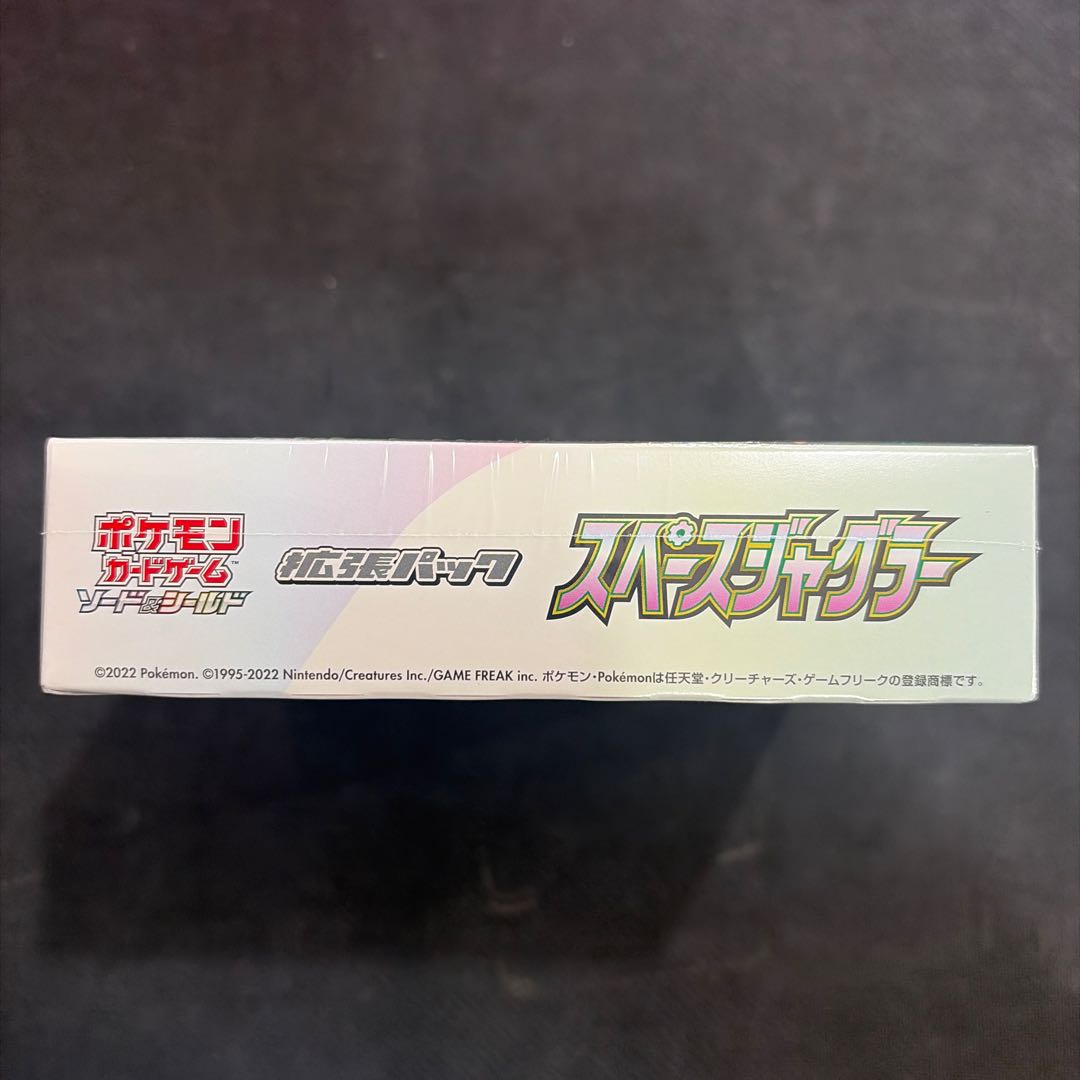 ポケモン
カードゲーム™
ソード&シールド
拡張パック
スペースジャグラー
©2022 Pokémon. ©1995-2022 Nintendo/Creatures Inc./GAME FREAK inc. ポケモン・Pokémonは任天堂・クリーチャーズ・ゲームフリークの登録商標です。